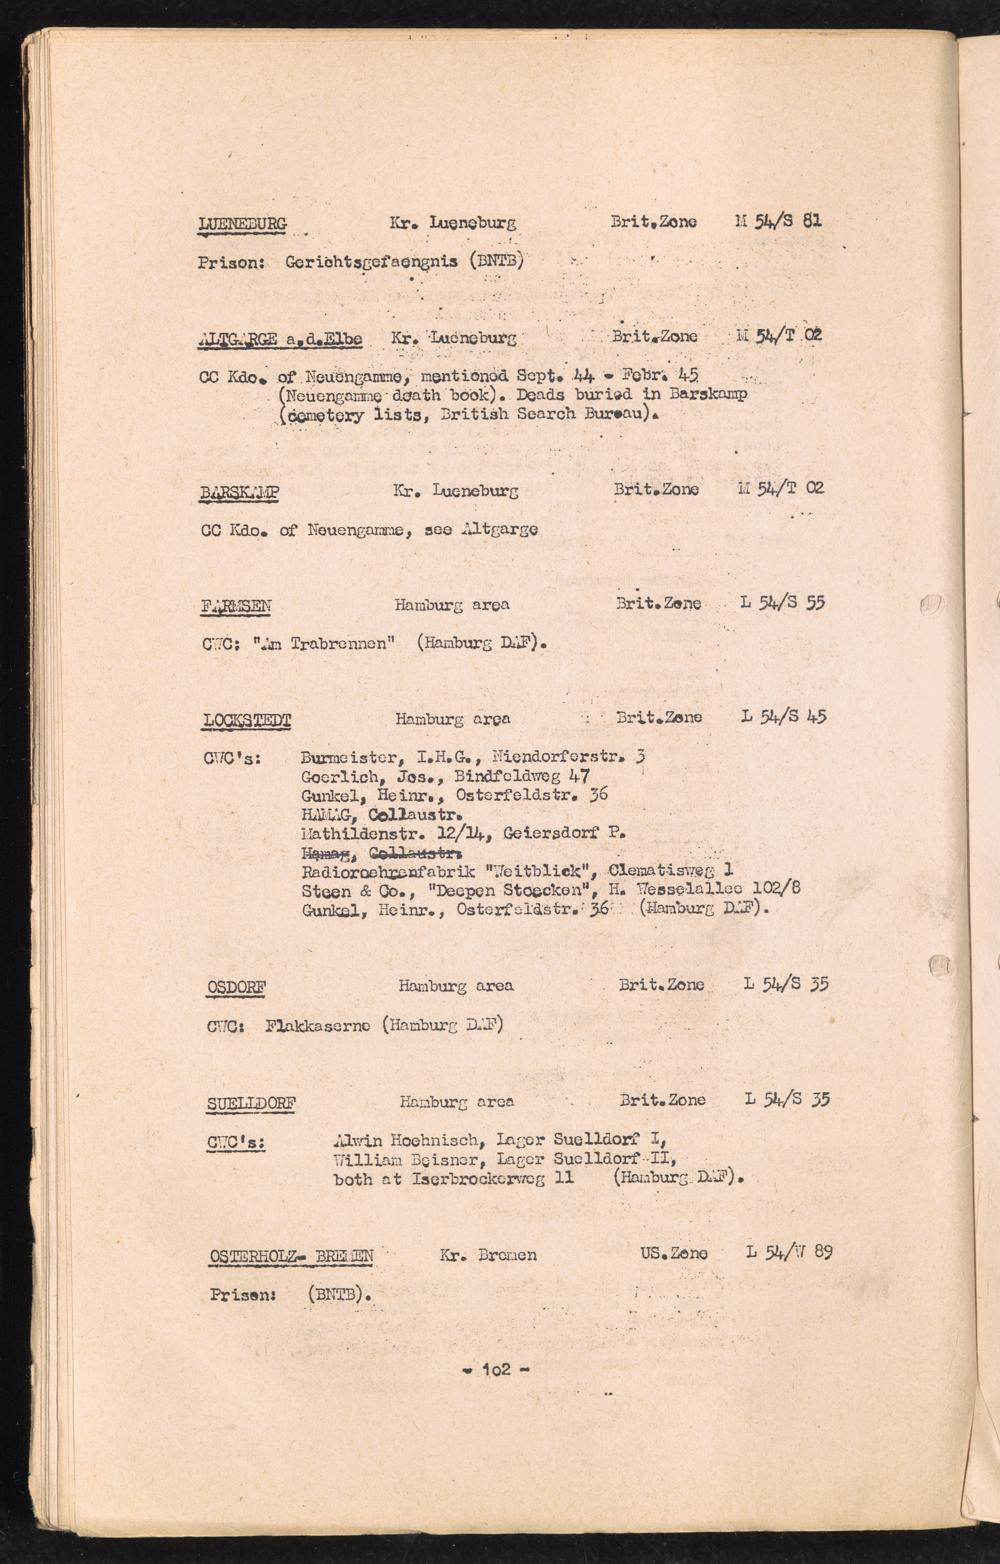 LUENEBURG Kr. Lueneburg Brit.Zone M 54/S 81
Prison: Gerichtsgefaengnis (BNTB)
ALTGARGE a.d.Elbe Kr. Lueneburg Brit.Zone M 54/T 02
CC Kdo. of Neuengamme, mentioned Sept. 44 - Febr. 45
(Neuengamme death book). Deads buried in Barskamp
(cemetery lists, British Search Bureau).
BARSKAMP Kr. Lueneburg Brit.Zone M 54/T 02
CC Kdo. of Neuengamme, see Altgarge
FARMSEN Hamburg area Brit.Zone L 54/S 55
CWC: "Am Trabrennen" (Hamburg DAF).
LOCKSTEDT Hamburg area Brit.Zone L 54/S 45
CWC's: Burmeister, I.H.G., Niendorferstr. 3
Goerlich, Jos., Bindfeldweg 47
Gunkel, Heinr., Osterfeldstr. 36
HAMAG, Collaustr.
Mathildenstr. 12/14, Geiersdorf P.
Hamag, Collaustr.
Radioroehrenfabrik "Weitblick", Clematisweg 1
Steen & Co., "Deepen Stoecken", H. Wesselallee 102/8
Gunkel, Heinr., Osterfeldstr. 36 (Hamburg DAF).
OSDORF Hamburg area Brit.Zone L 54/S 35
CWC: Flakkaserne (Hamburg DAF)
SUELLDORF Hamburg area Brit.Zone L 54/S 35
CWC's: Alwin Hoehnisch, Lager Suelldorf I,
William Beisner, Lager Suelldorf II,
both at Iserbrockerweg 11 (Hamburg DAF).
OSTERHOLZ- BREMEN Kr. Bremen US.Zone L 54/W 89
Prison: (BNTB).
- 102 -